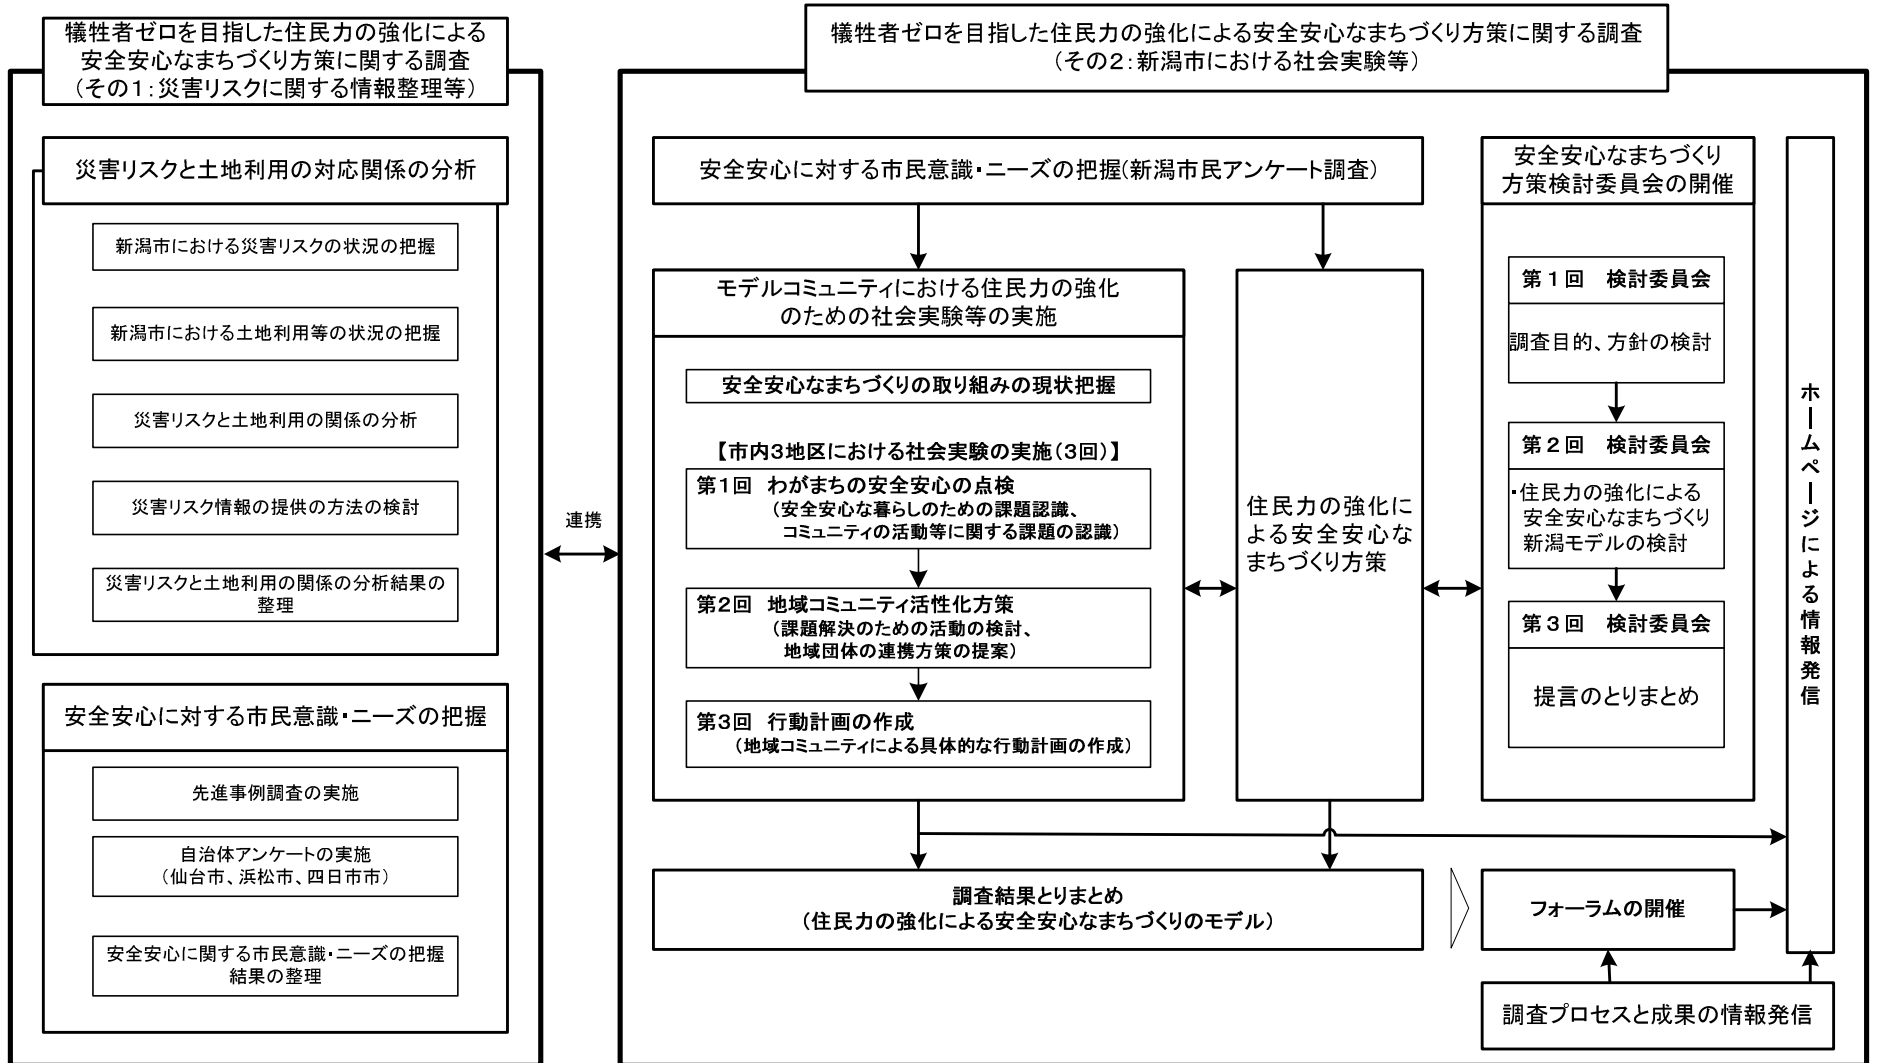 犠牲者ゼロを目指した住民力の強化による
安全安心なまちづくり方策に関する調査
(その1：災害リスクに関する情報整理等)
災害リスクと土地利用の対応関係の分析
新潟市における災害リスクの状況の把握
新潟市における土地利用等の状況の把握
災害リスクと土地利用の関係の分析
災害リスク情報の提供の方法の検討
災害リスクと土地利用の関係の分析結果の
整理
安全安心に対する市民意識・ニーズの把握
先進事例調査の実施
自治体アンケートの実施
(仙台市、浜松市、四日市市)
安全安心に関する市民意識・ニーズの把握
結果の整理
連携
犠牲者ゼロを目指した住民力の強化による安全安心なまちづくり方策に関する調査
(その2：新潟市における社会実験等)
安全安心に対する市民意識・ニーズの把握(新潟市民アンケート調査)
モデルコミュニティにおける住民力の強化
のための社会実験等の実施
安全安心なまちづくりの取り組みの現状把握
【市内3地区における社会実験の実施(3回)】
第1回 わがまちの安全安心の点検
(安全安心な暮らしのための課題認識、
コミュニティの活動等に関する課題の認識)
第2回 地域コミュニティ活性化方策
(課題解決のための活動の検討、
地域団体の連携方策の提案)
第3回 行動計画の作成
(地域コミュニティによる具体的な行動計画の作成)
住民力の強化に
よる安全安心な
まちづくり方策
安全安心なまちづくり
方策検討委員会の開催
第1回 検討委員会
調査目的、方針の検討
第2回 検討委員会
・住民力の強化による
安全安心なまちづくり
新潟モデルの検討
第3回 検討委員会
提言のとりまとめ
ホームページによる情報発信
調査結果とりまとめ
(住民力の強化による安全安心なまちづくりのモデル)
フォーラムの開催
調査プロセスと成果の情報発信